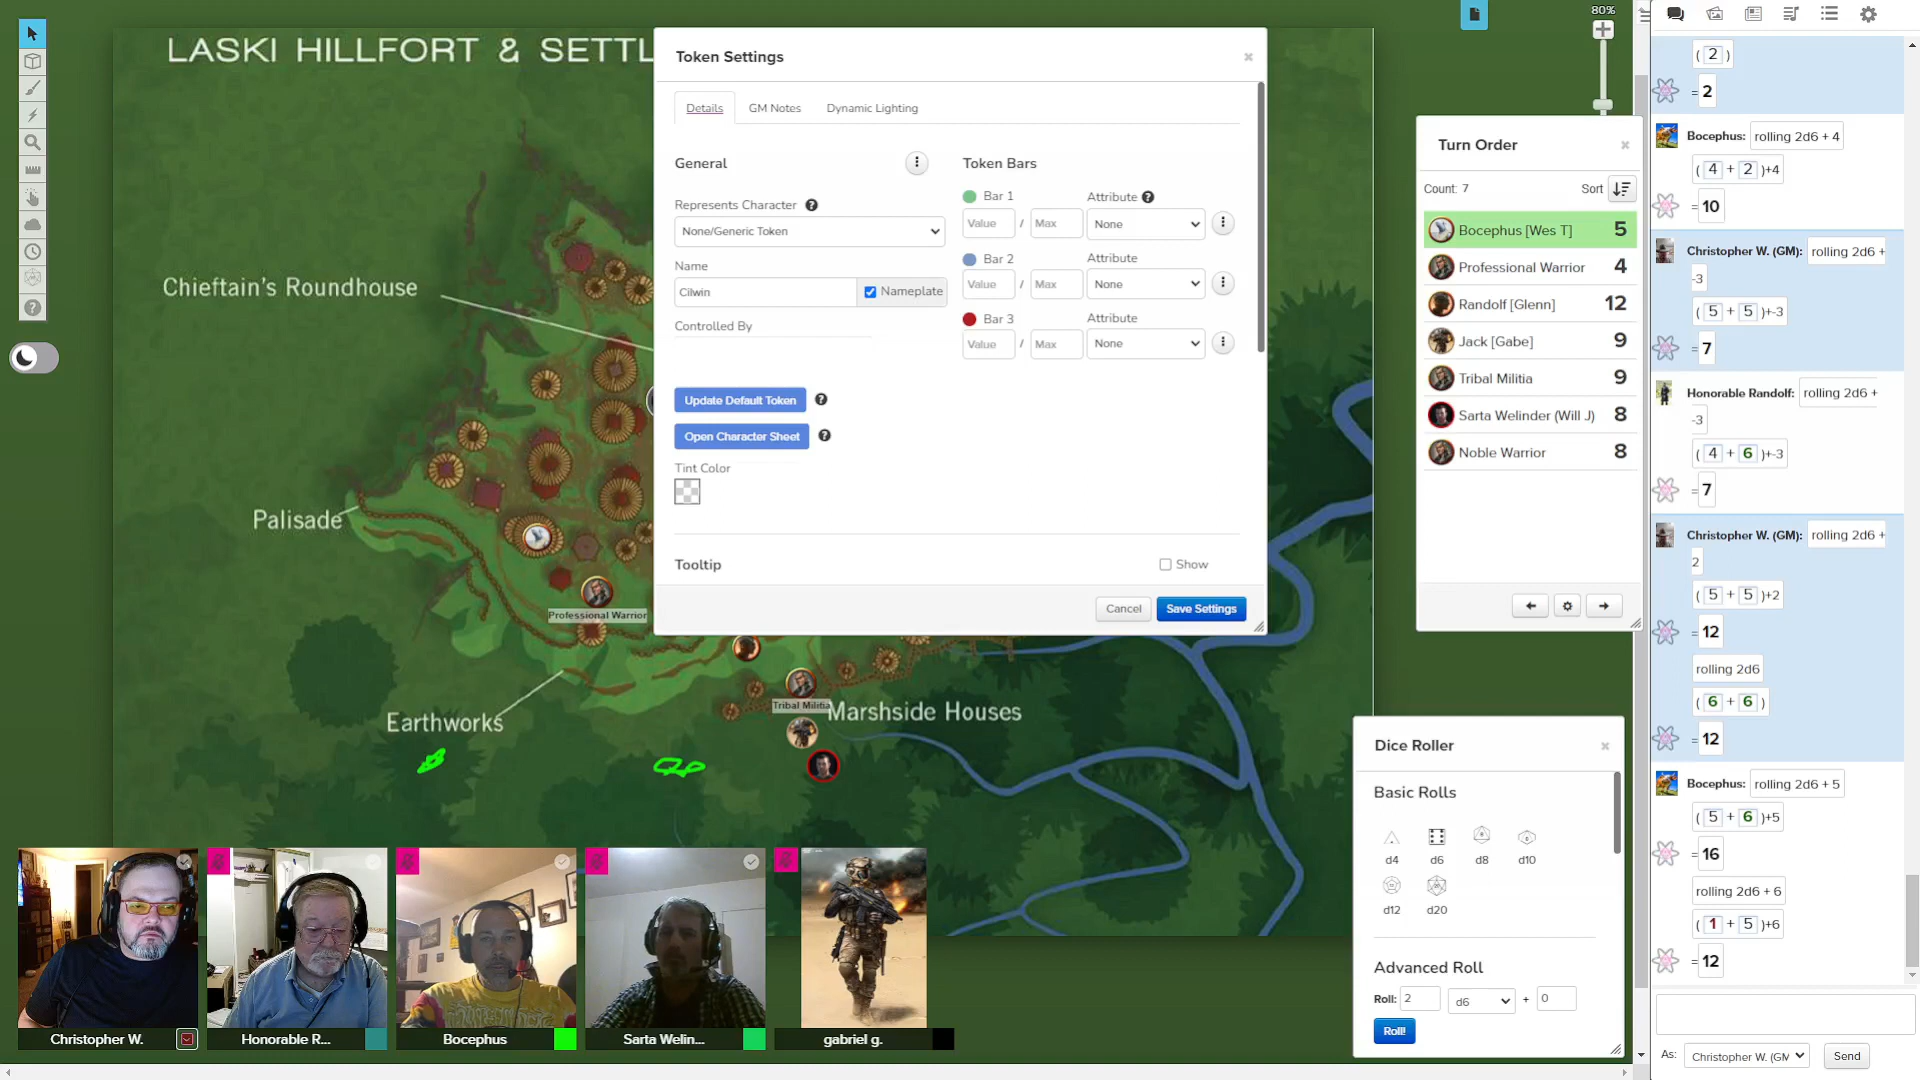 LASKI HILLFORT & SETTL
Chieftain's Roundhouse
Palisade
Earthworks
Professional Warrior
Tribal Militia
Marshside Houses
Token Settings
Details
GM Notes
Dynamic Lighting
General
Represents Character
None/Generic Token
Name
Cilwin
Nameplate
Controlled By
Update Default Token
Open Character Sheet
Tint Color
Token Bars
Bar 1
Attribute
Value / Max
None
Bar 2
Attribute
Value / Max
None
Bar 3
Attribute
Value / Max
None
Tooltip
Show
Cancel
Save Settings
80%
Turn Order
Count: 7
Sort
Bocephus [Wes T] 5
Professional Warrior 4
Randolf [Glenn] 12
Jack [Gabe] 9
Tribal Militia 9
Sarta Welinder (Will J) 8
Noble Warrior 8
Dice Roller
Basic Rolls
d4 d6 d8 d10
d12 d20
Advanced Roll
Roll: 2 d6 + 0
Roll!
( 2 )
=2
Bocephus: rolling 2d6 + 4
( 4 + 2 )+4
=10
Christopher W. (GM): rolling 2d6 +
-3
( 5 + 5 )+-3
=7
Honorable Randolf: rolling 2d6 +
-3
( 4 + 6 )+-3
=7
Christopher W. (GM): rolling 2d6 +
2
( 5 + 5 )+2
=12
rolling 2d6
( 6 + 6 )
=12
Bocephus: rolling 2d6 + 5
( 5 + 6 )+5
=16
rolling 2d6 + 6
( 1 + 5 )+6
=12
As: Christopher W. (GM
Send
Christopher W.
Honorable R...
Bocephus
Sarta Welin...
gabriel g.